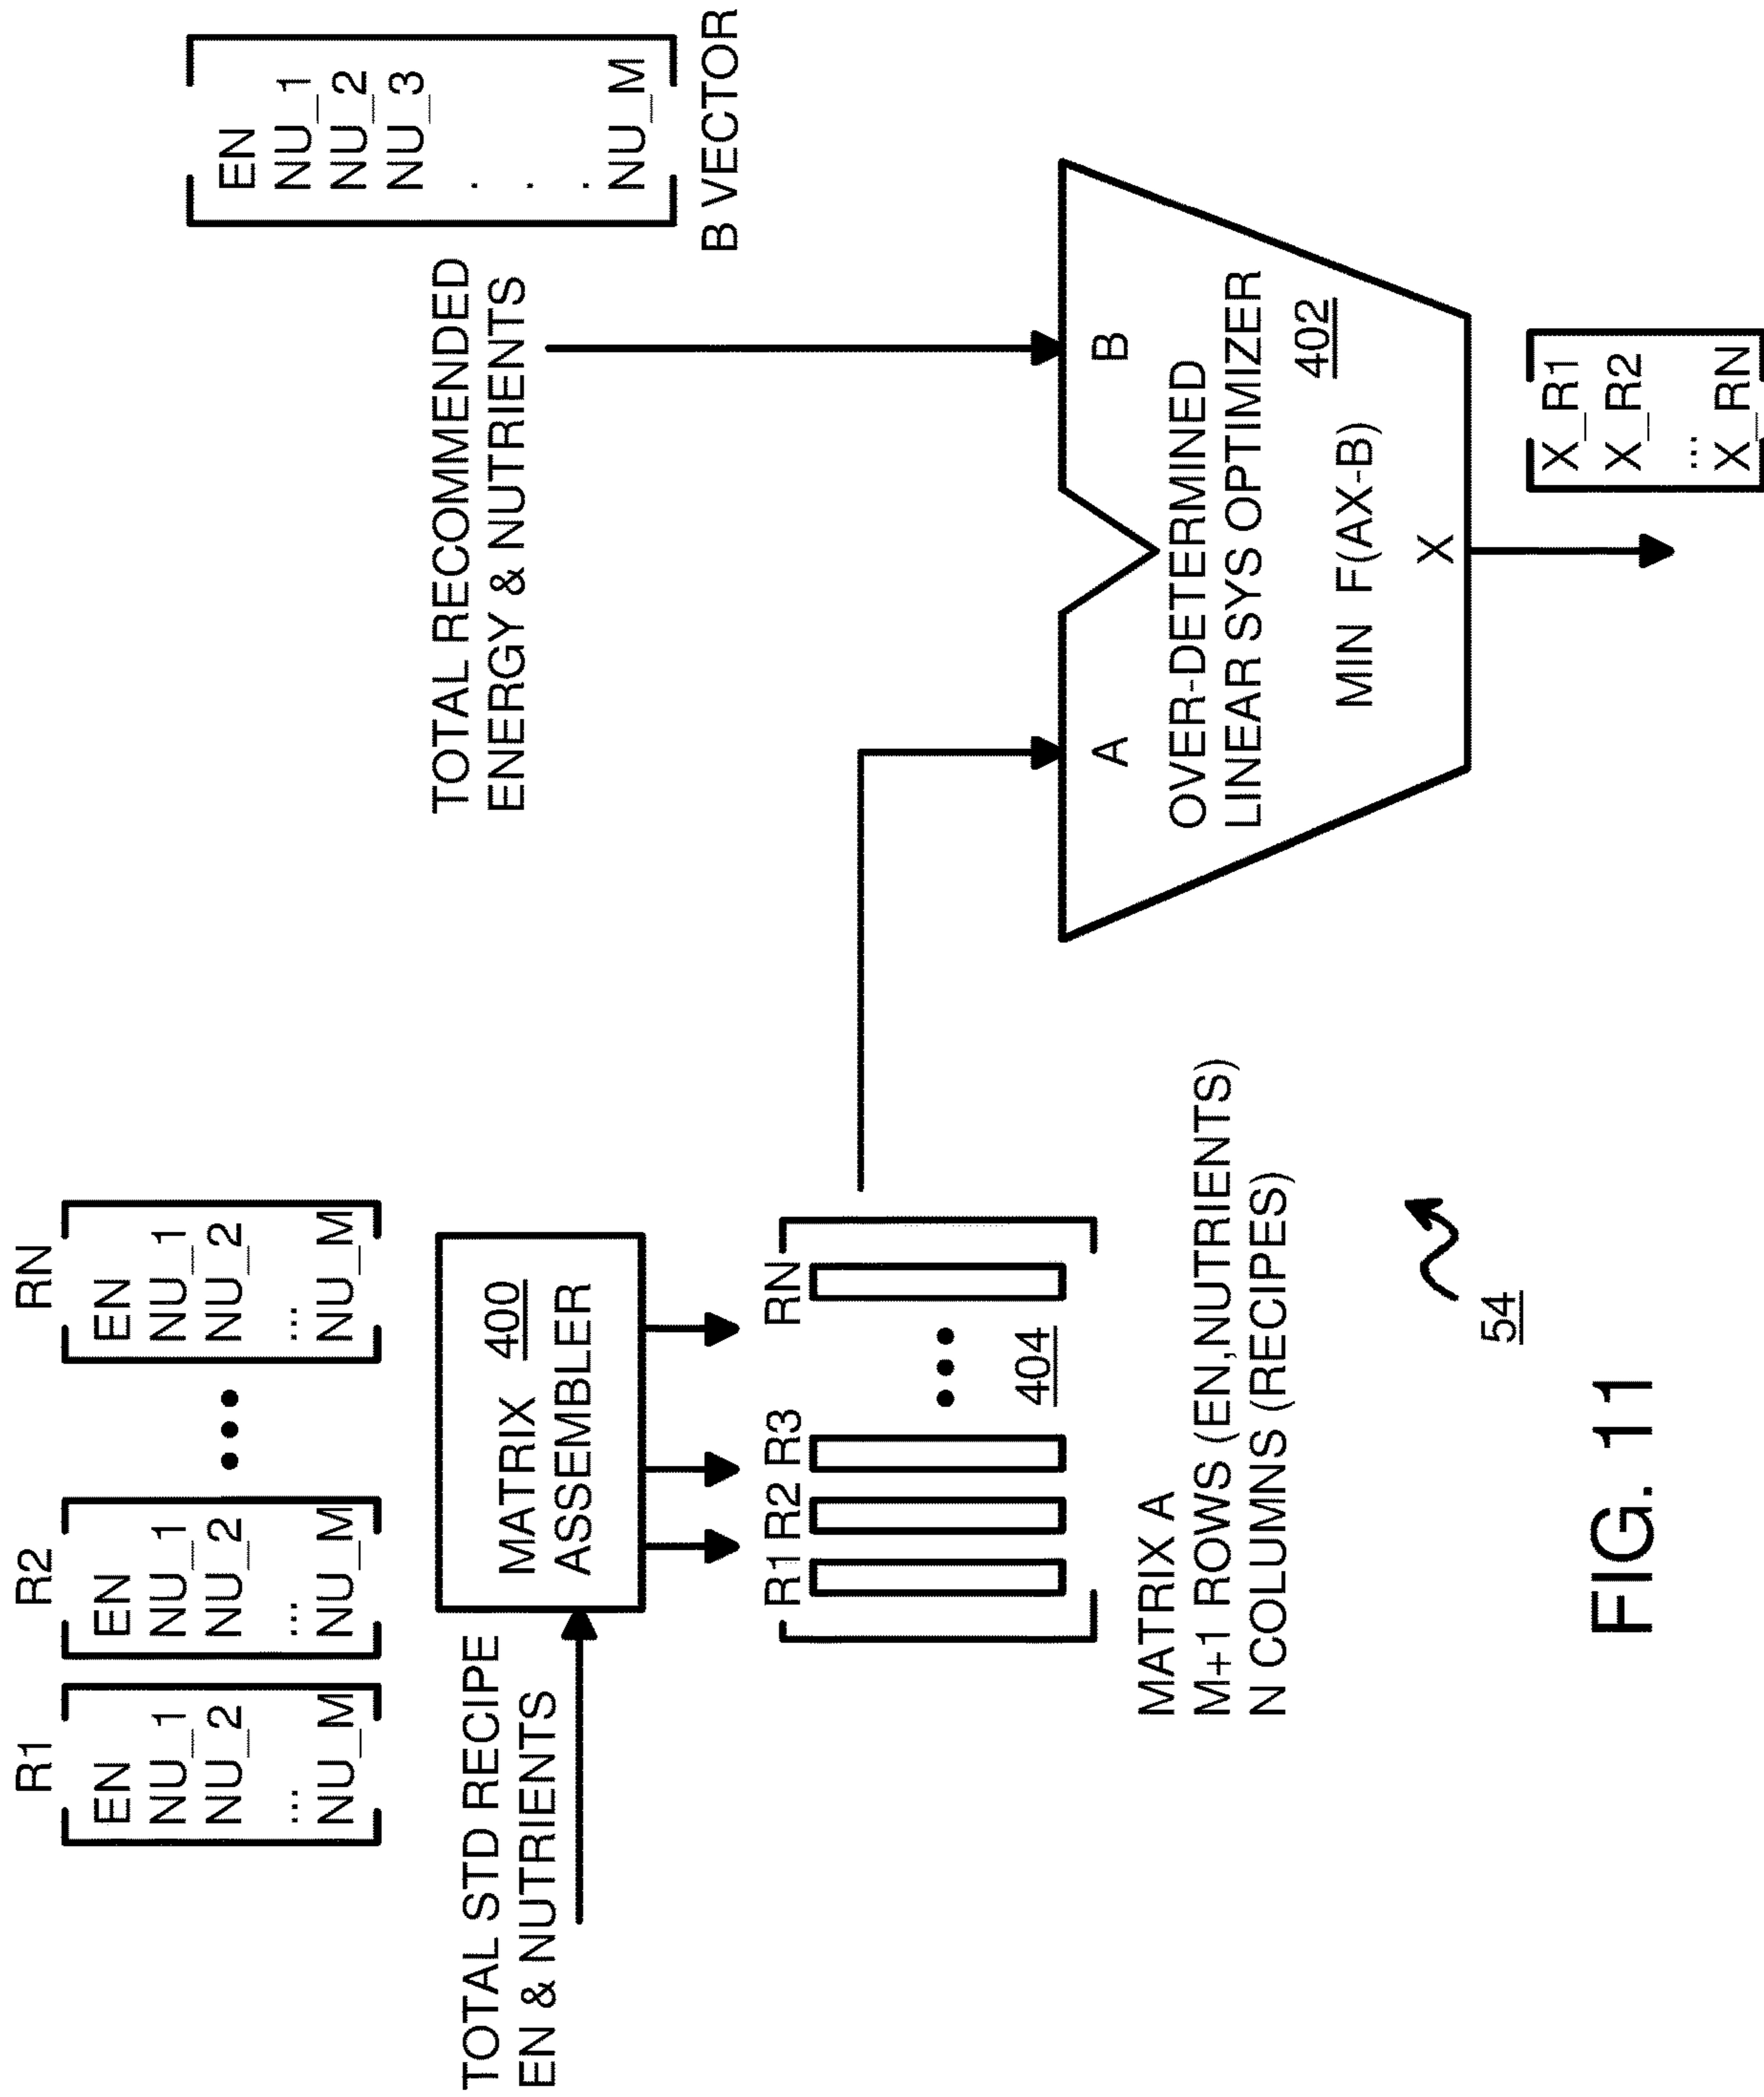 R1
EN
NU_1
NU_2
...
NU_M
R2
EN
NU_1
NU_2
...
NU_M
RN
EN
NU_1
NU_2
...
NU_M
TOTAL STD RECIPE
EN & NUTRIENTS
MATRIX 400
ASSEMBLER
R1 R2 R3 RN
404
MATRIX A
M+1 ROWS (EN,NUTRIENTS)
N COLUMNS (RECIPES)
TOTAL RECOMMENDED
ENERGY & NUTRIENTS
EN
NU_1
NU_2
NU_3
.
.
.
NU_M
B VECTOR
A
B
OVER-DETERMINED
LINEAR SYS OPTIMIZER
402
MIN F(AX-B)
X
X_R1
X_R2
...
X_RN
54
FIG. 11